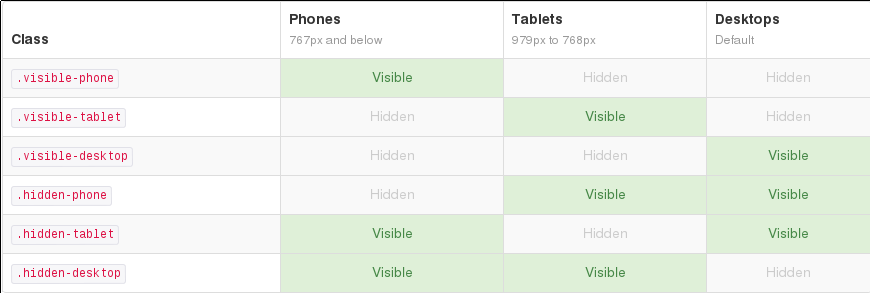 Class Phones Tablets Desktops
767px and below 979px to 768px Default
.visible-phone Visible Hidden Hidden
.visible-tablet Hidden Visible Hidden
.visible-desktop Hidden Hidden Visible
.hidden-phone Hidden Visible Visible
.hidden-tablet Visible Hidden Visible
.hidden-desktop Visible Visible Hidden